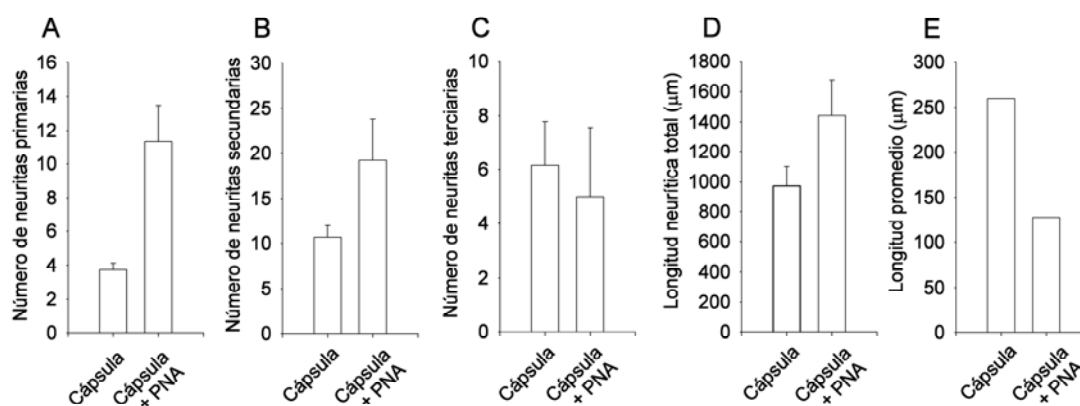 A
Número de neuritas primarias
16
14
12
10
8
6
4
2
0
Cápsula
Cápsula
+ PNA
B
Número de neuritas secundarias
30
25
20
15
10
5
0
Cápsula
Cápsula
+ PNA
C
Número de neuritas terciarias
10
8
6
4
2
0
Cápsula
Cápsula
+ PNA
D
Longitud neurítica total (μm)
1800
1600
1400
1200
1000
800
600
400
200
0
Cápsula
Cápsula
+ PNA
E
Longitud promedio (μm)
300
250
200
150
100
50
0
Cápsula
Cápsula
+ PNA